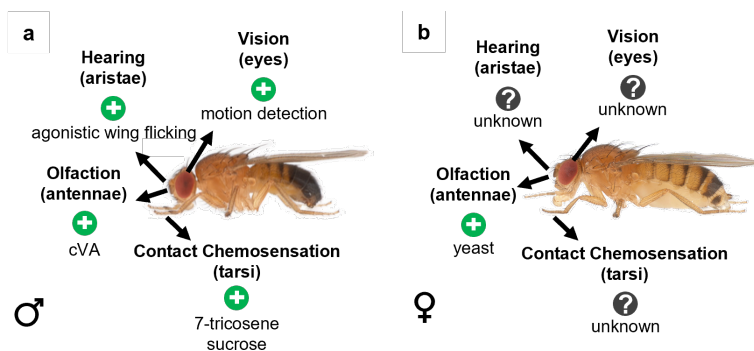 a
Hearing
(aristae)
agonistic wing flicking
Vision
(eyes)
motion detection
Olfaction
(antennae)
cVA
Contact Chemosensation
(tarsi)
7-tricosene
sucrose
♂
b
Hearing
(aristae)
?
unknown
Vision
(eyes)
?
unknown
Olfaction
(antennae)
yeast
Contact Chemosensation
(tarsi)
?
unknown
♀